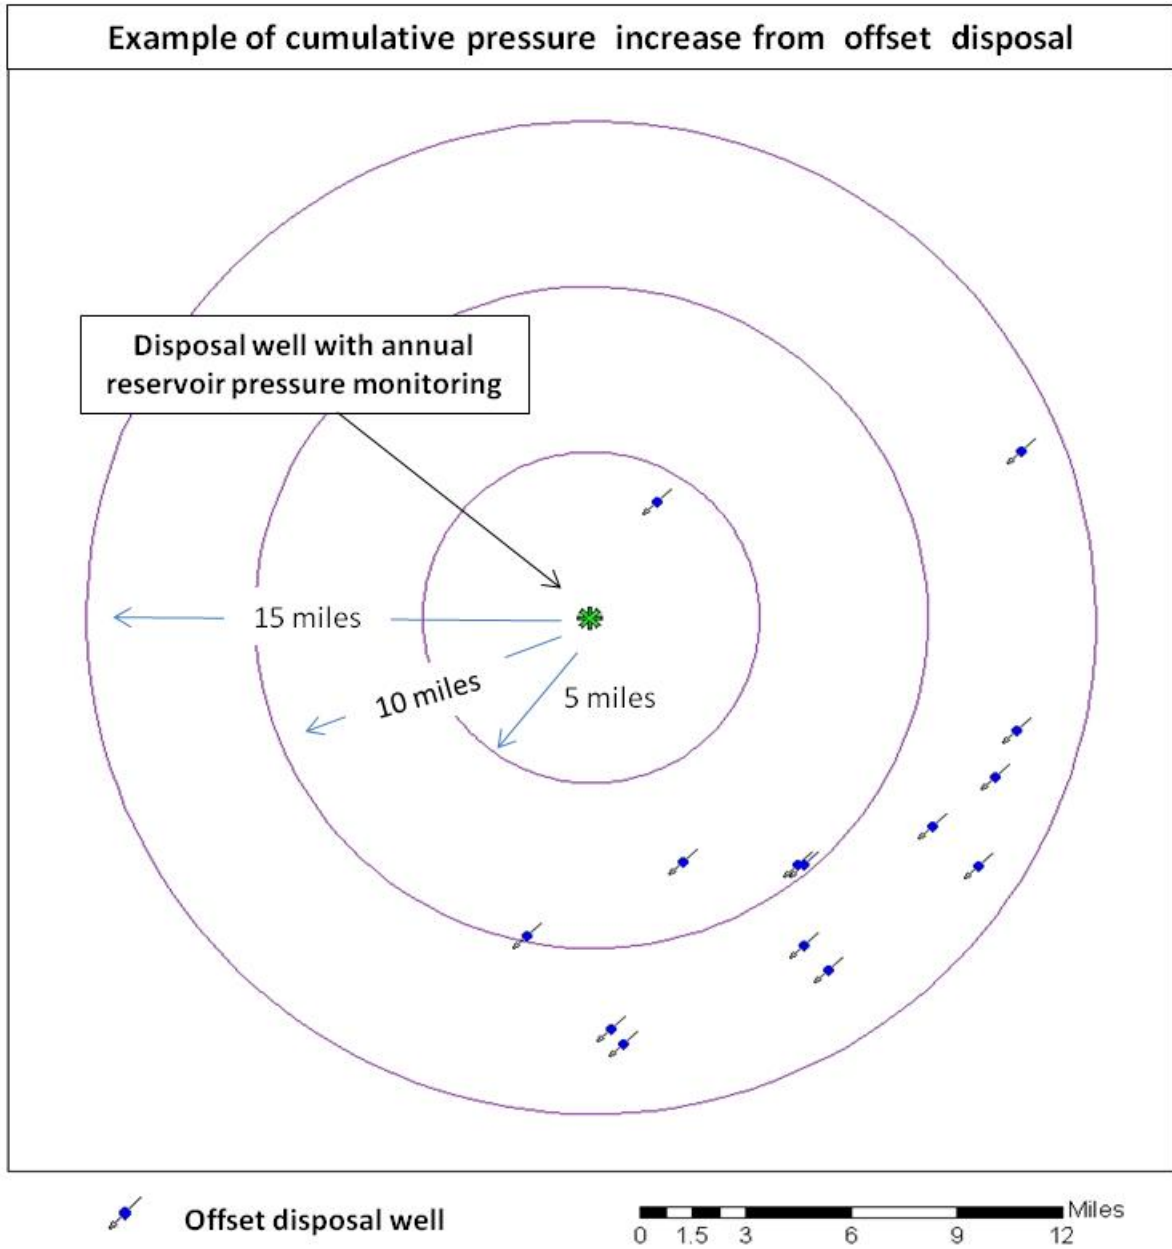 Example of cumulative pressure increase from offset disposal
Disposal well with annual
reservoir pressure monitoring
15 miles
10 miles
5 miles
Offset disposal well
Miles
0 1.5 3 6 9 12